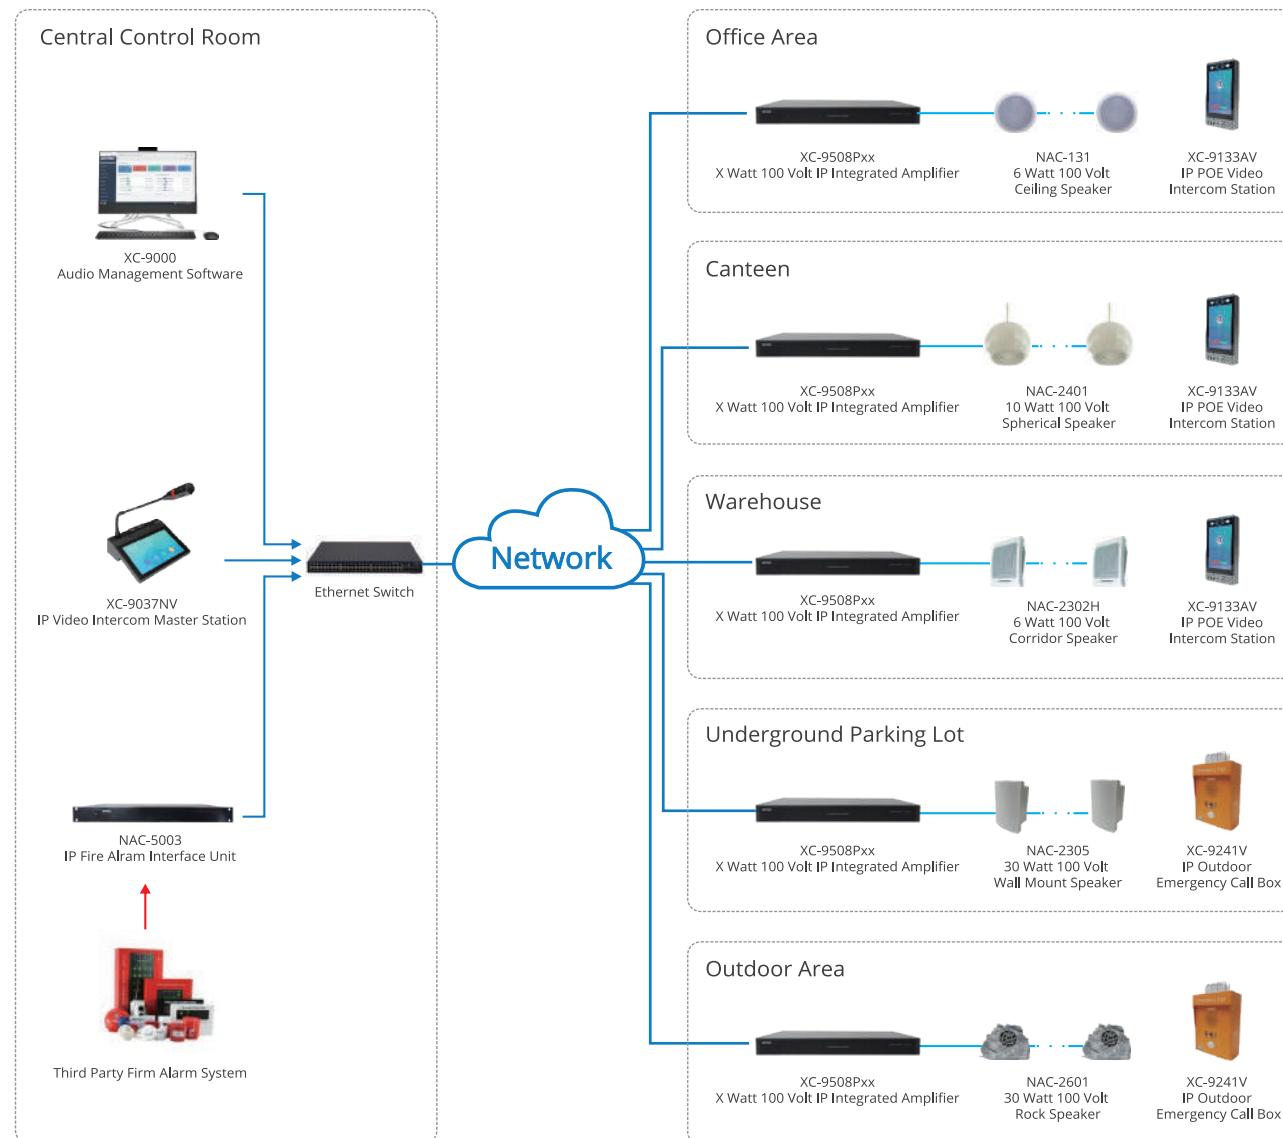 Central Control Room
XC-9000
Audio Management Software
XC-9037NV
IP Video Intercom Master Station
Ethernet Switch
NAC-5003
IP Fire Alram Interface Unit
Third Party Firm Alarm System
Network
Office Area
XC-9508Pxx
X Watt 100 Volt IP Integrated Amplifier
NAC-131
6 Watt 100 Volt
Ceiling Speaker
XC-9133AV
IP POE Video
Intercom Station
Canteen
XC-9508Pxx
X Watt 100 Volt IP Integrated Amplifier
NAC-2401
10 Watt 100 Volt
Spherical Speaker
XC-9133AV
IP POE Video
Intercom Station
Warehouse
XC-9508Pxx
X Watt 100 Volt IP Integrated Amplifier
NAC-2302H
6 Watt 100 Volt
Corridor Speaker
XC-9133AV
IP POE Video
Intercom Station
Underground Parking Lot
XC-9508Pxx
X Watt 100 Volt IP Integrated Amplifier
NAC-2305
30 Watt 100 Volt
Wall Mount Speaker
XC-9241V
IP Outdoor
Emergency Call Box
Outdoor Area
XC-9508Pxx
X Watt 100 Volt IP Integrated Amplifier
NAC-2601
30 Watt 100 Volt
Rock Speaker
XC-9241V
IP Outdoor
Emergency Call Box